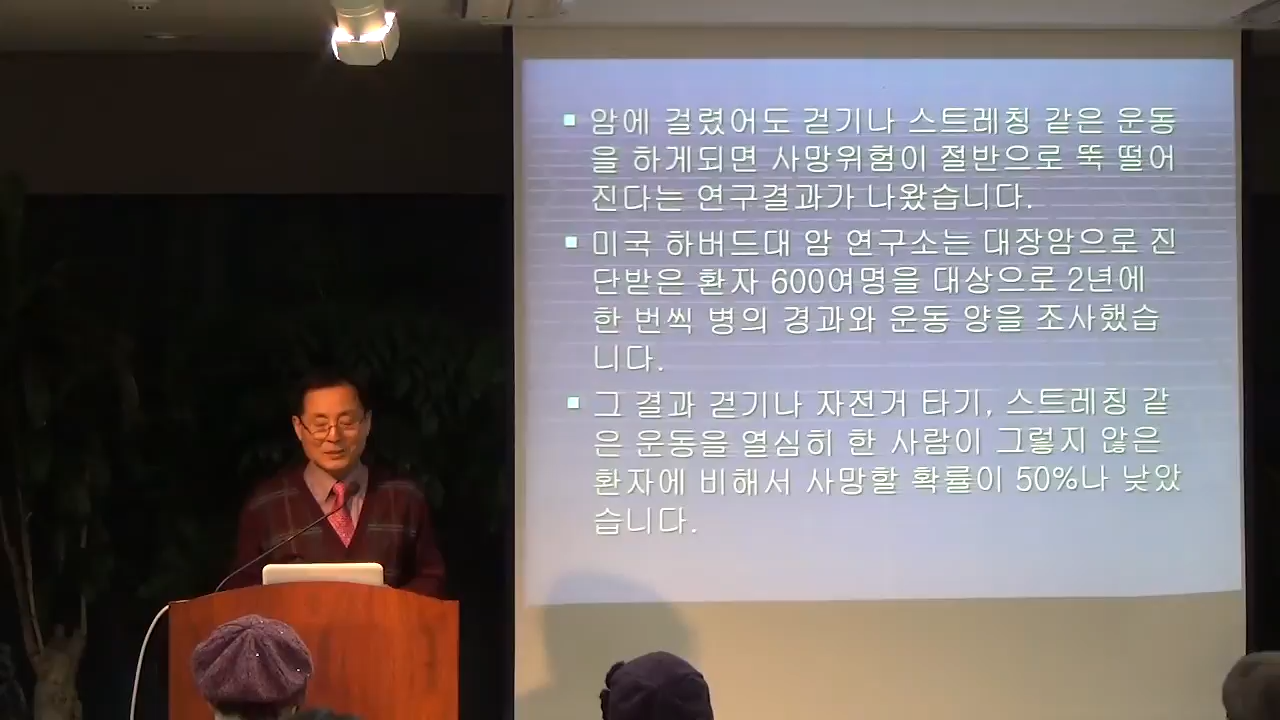 암에 걸렸어도 걷기나 스트레칭 같은 운동
을 하게되면 사망위험이 절반으로 뚝 떨어
진다는 연구결과가 나왔습니다.
미국 하버드대 암 연구소는 대장암으로 진
단받은 환자 600여명을 대상으로 2년에
한 번씩 병의 경과와 운동 양을 조사했습
니다.
그 결과 걷기나 자전거 타기, 스트레칭 같
은 운동을 열심히 한 사람이 그렇지 않은
환자에 비해서 사망할 확률이 50%나 낮았
습니다.